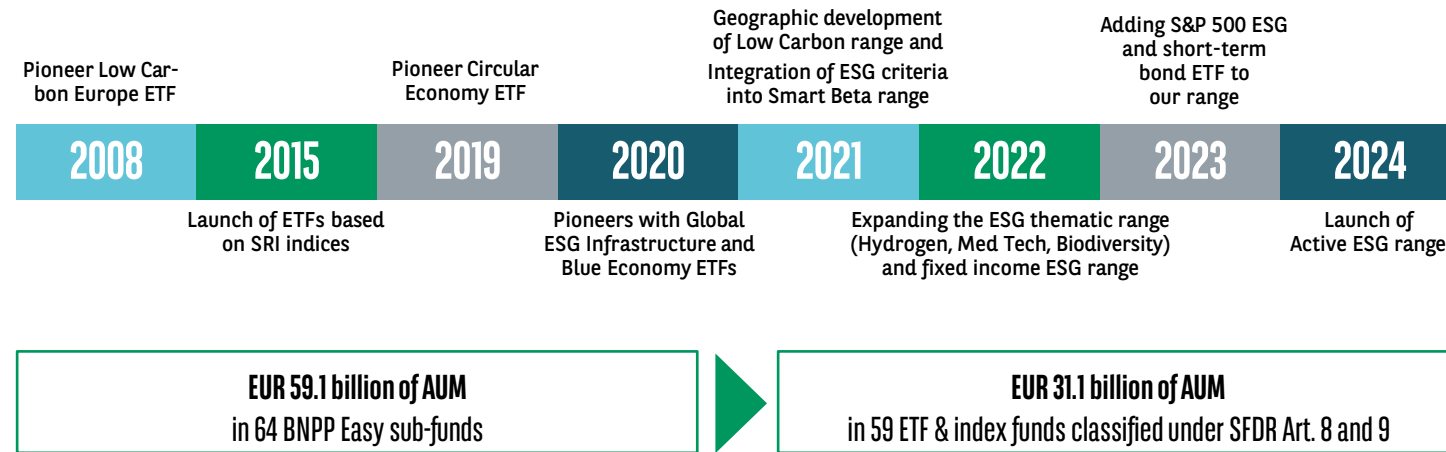 Pioneer Low Car-
bon Europe ETF
Pioneer Circular
Economy ETF
Geographic development
of Low Carbon range and
Integration of ESG criteria
into Smart Beta range
Adding S&P 500 ESG
and short-term
bond ETF to
our range
2008
2015
2019
2020
2021
2022
2023
2024
Launch of ETFs based
on SRI indices
Pioneers with Global
ESG Infrastructure and
Blue Economy ETFs
Expanding the ESG thematic range
(Hydrogen, Med Tech, Biodiversity)
and fixed income ESG range
Launch of
Active ESG range
EUR 59.1 billion of AUM
in 64 BNPP Easy sub-funds
EUR 31.1 billion of AUM
in 59 ETF & index funds classified under SFDR Art. 8 and 9